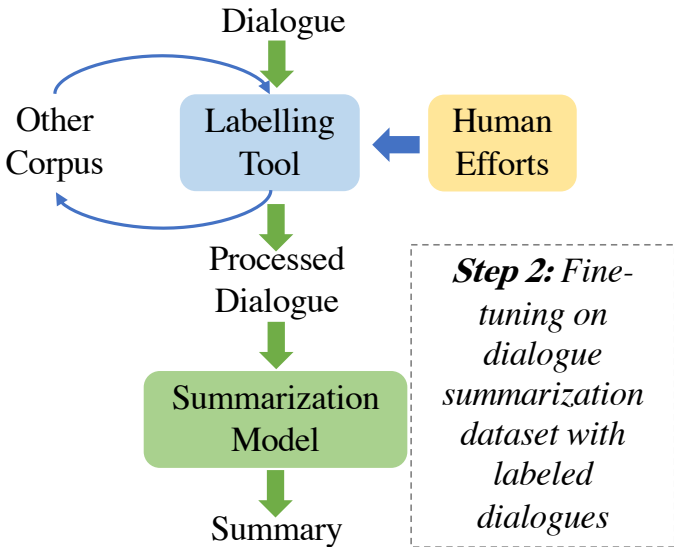 Dialogue
Other
Corpus
Labelling
Tool
Human
Efforts
Processed
Dialogue
Step 2: Fine-
tuning on
dialogue
summarization
dataset with
labeled
dialogues
Summarization
Model
Summary